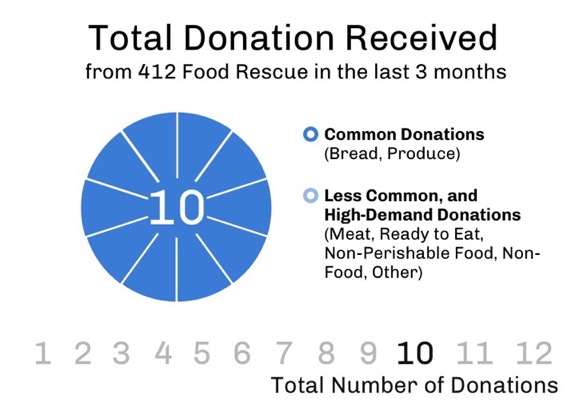 Total Donation Received
from 412 Food Rescue in the last 3 months
10
Common Donations
(Bread, Produce)
Less Common, and
High-Demand Donations
(Meat, Ready to Eat,
Non-Perishable Food, Non-
Food, Other)
1 2 3 4 5 6 7 8 9 10 11 12
Total Number of Donations